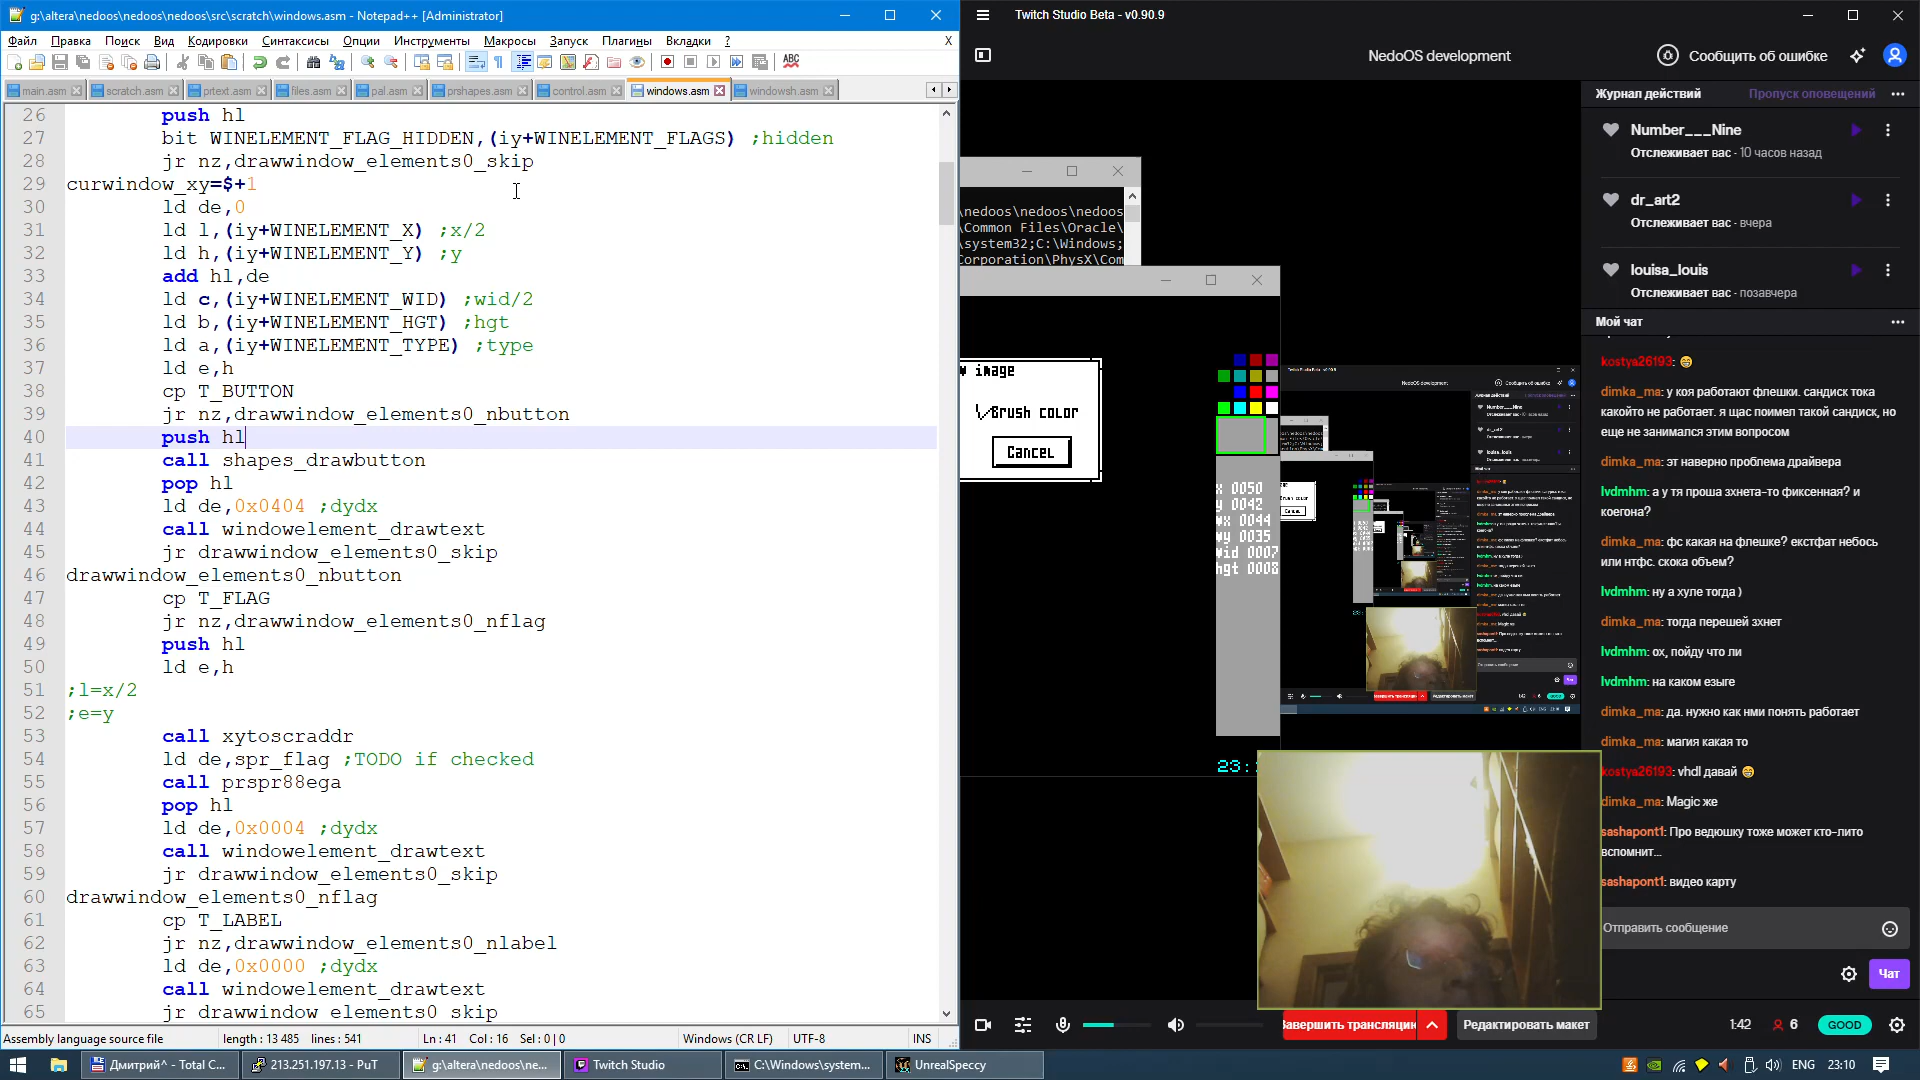 g:\altera\nedoos\nedoos\nedoos\src\scratch\windows.asm - Notepad++ [Administrator]
Файл Правка Поиск Вид Кодировки Синтаксисы Опции Инструменты Макросы Запуск Плагины Вкладки ? X
main.asm scratch.asm prtext.asm files.asm pal.asm prshapes.asm control.asm windows.asm windowsh.asm
26 push hl
27 bit WINELEMENT_FLAG_HIDDEN,(iy+WINELEMENT_FLAGS) ;hidden
28 jr nz,drawwindow_elements0_skip
29 curwindow_xy=$+1
30 ld de,0
31 ld l,(iy+WINELEMENT_X) ;x/2
32 ld h,(iy+WINELEMENT_Y) ;y
33 add hl,de
34 ld c,(iy+WINELEMENT_WID) ;wid/2
35 ld b,(iy+WINELEMENT_HGT) ;hgt
36 ld a,(iy+WINELEMENT_TYPE) ;type
37 ld e,h
38 cp T_BUTTON
39 jr nz,drawwindow_elements0_nbutton
40 push hl
41 call shapes_drawbutton
42 pop hl
43 ld de,0x0404 ;dydx
44 call windowelement_drawtext
45 jr drawwindow_elements0_skip
46 drawwindow_elements0_nbutton
47 cp T_FLAG
48 jr nz,drawwindow_elements0_nflag
49 push hl
50 ld e,h
51 ;l=x/2
52 ;e=y
53 call xytoscraddr
54 ld de,spr_flag ;TODO if checked
55 call prspr88ega
56 pop hl
57 ld de,0x0004 ;dydx
58 call windowelement_drawtext
59 jr drawwindow_elements0_skip
60 drawwindow_elements0_nflag
61 cp T_LABEL
62 jr nz,drawwindow_elements0_nlabel
63 ld de,0x0000 ;dydx
64 call windowelement_drawtext
65 jr drawwindow_elements0_skip
Assembly language source file length : 13 485 lines : 541 Ln : 41 Col : 16 Sel : 0 | 0 Windows (CR LF) UTF-8 INS
Twitch Studio Beta - v0.90.9
NedoOS development
Сообщить об ошибке
\nedoos\nedoos\nedoos
\Common Files\Oracle\
\system32;C:\Windows;
Corporation\PhysX\Com
image
Brush color
Cancel
x 0050
y 0042
wx 0044
wy 0035
wid 0007
hgt 0008
23:
Журнал действий Пропуск оповещений
Number___Nine
Отслеживает вас - 10 часов назад
dr_art2
Отслеживает вас - вчера
louisa_louis
Отслеживает вас - позавчера
Мой чат
kostya26193: 😁
dimka_ma: у коя работают флешки. сандиск тока
какойто не работает. я щас поимел такой сандиск, но
еще не занимался этим вопросом
dimka_ma: эт наверно проблема драйвера
lvdmhm: а у тя проша зхнета-то фиксенная? и
коегона?
dimka_ma: фс какая на флешке? екстфат небось
или нтфс. скока объем?
lvdmhm: ну а хуле тогда )
dimka_ma: тогда перешей зхнет
lvdmhm: ох, пойду что ли
lvdmhm: на каком езыге
dimka_ma: да. нужно как нми понять работает
dimka_ma: магия какая то
kostya26193: vhdl давай 😁
dimka_ma: Magic же
sashapont1: Про ведюшку тоже может кто-лито
вспомнит...
sashapont1: видео карту
Отправить сообщение
Чат
Завершить трансляцию Редактировать макет 1:42 6 GOOD
Дмитрий^ - Total C... 213.251.197.13 - PuT g:\altera\nedoos\ne... Twitch Studio C:\Windows\system... UnrealSpeccy ENG 23:10